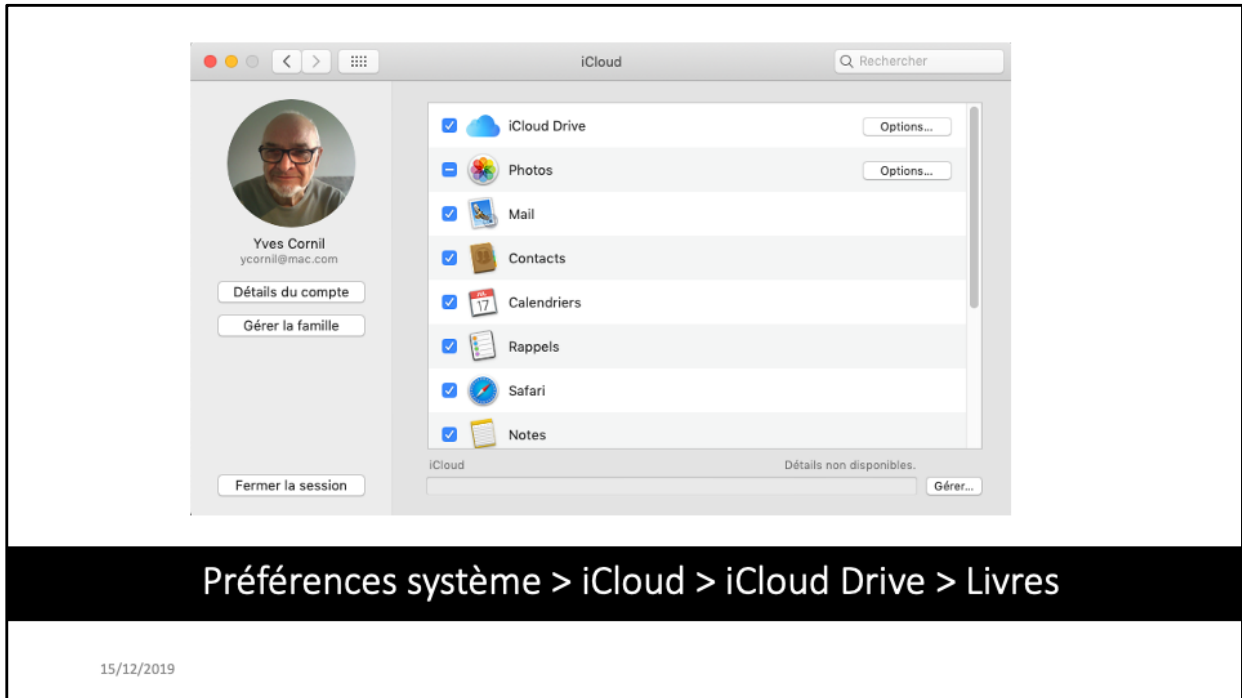 iCloud
Rechercher
iCloud Drive
Options...
Photos
Options...
Mail
Yves Cornil
ycornil@mac.com
Contacts
Détails du compte
JUL
17
Calendriers
Gérer la famille
Rappels
Safari
Notes
iCloud
Détails non disponibles.
Fermer la session
Gérer...
Préférences système > iCloud > iCloud Drive > Livres
15/12/2019